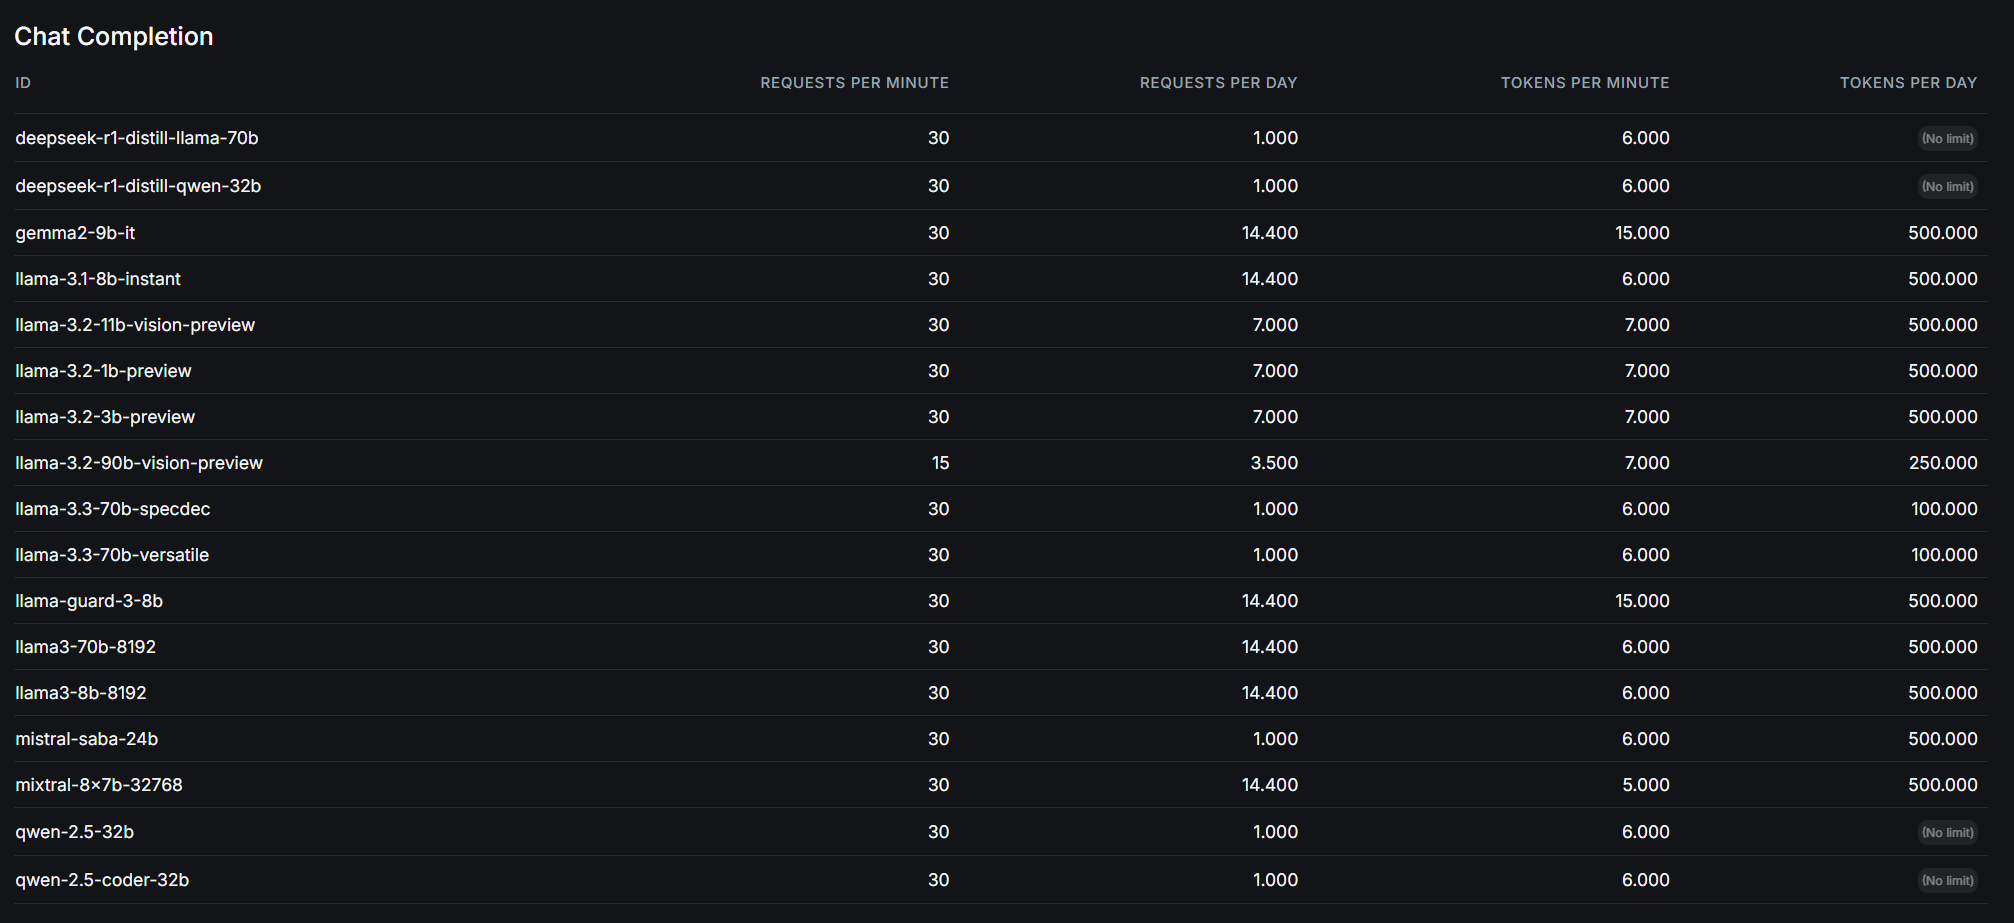 Chat Completion
ID REQUESTS PER MINUTE REQUESTS PER DAY TOKENS PER MINUTE TOKENS PER DAY
deepseek-r1-distill-llama-70b 30 1.000 6.000 (No limit)
deepseek-r1-distill-qwen-32b 30 1.000 6.000 (No limit)
gemma2-9b-it 30 14.400 15.000 500.000
llama-3.1-8b-instant 30 14.400 6.000 500.000
llama-3.2-11b-vision-preview 30 7.000 7.000 500.000
llama-3.2-1b-preview 30 7.000 7.000 500.000
llama-3.2-3b-preview 30 7.000 7.000 500.000
llama-3.2-90b-vision-preview 15 3.500 7.000 250.000
llama-3.3-70b-specdec 30 1.000 6.000 100.000
llama-3.3-70b-versatile 30 1.000 6.000 100.000
llama-guard-3-8b 30 14.400 15.000 500.000
llama3-70b-8192 30 14.400 6.000 500.000
llama3-8b-8192 30 14.400 6.000 500.000
mistral-saba-24b 30 1.000 6.000 500.000
mixtral-8x7b-32768 30 14.400 5.000 500.000
qwen-2.5-32b 30 1.000 6.000 (No limit)
qwen-2.5-coder-32b 30 1.000 6.000 (No limit)